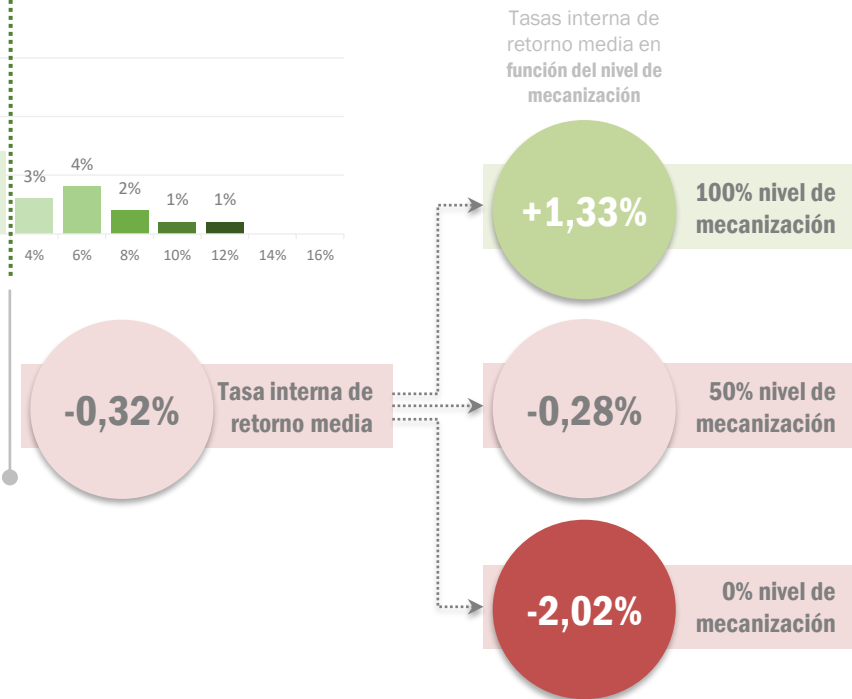 Tasas interna de
retorno media en
función del nivel de
mecanización
3%
4%
2%
1%
1%
4%
6%
8%
10%
12%
14%
16%
+1,33%
100% nivel de
mecanización
-0,32%
Tasa interna de
retorno media
-0,28%
50% nivel de
mecanización
-2,02%
0% nivel de
mecanización